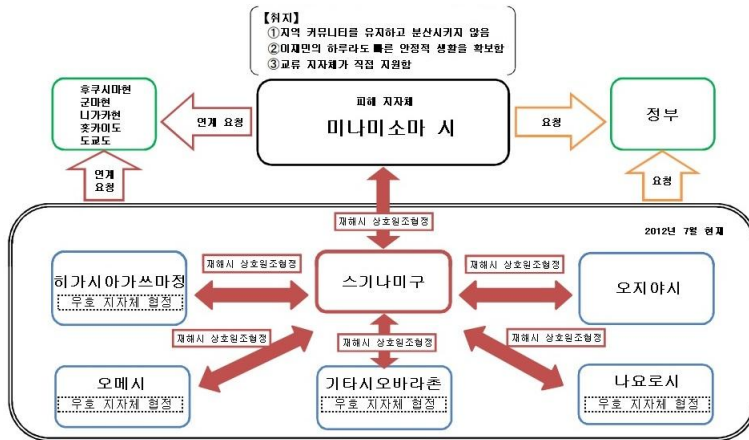 【취지】
①지역 커뮤니티를 유지하고 분산시키지 않음
②이재민의 하루라도 빠른 안정적 생활을 확보함
③교류 지자체가 직접 지원함
후쿠시마현
군마현
니가카현
홋카이도
도쿄도
연계 요청
피해 지자체
미나미소마 시
요청
정부
연계
요청
요청
재해시 상호원조협정
2012년 7월 현재
히가시아가쓰마정
우호 지자체 협정
재해시 상호원조협정
스기나미구
재해시 상호원조협정
오지야시
재해시 상호원조협정
재해시 상호원조협정
재해시 상호원조협정
오메시
우호 지자체 협정
기타시오바라촌
우호 지자체 협정
나요로시
우호 지자체 협정